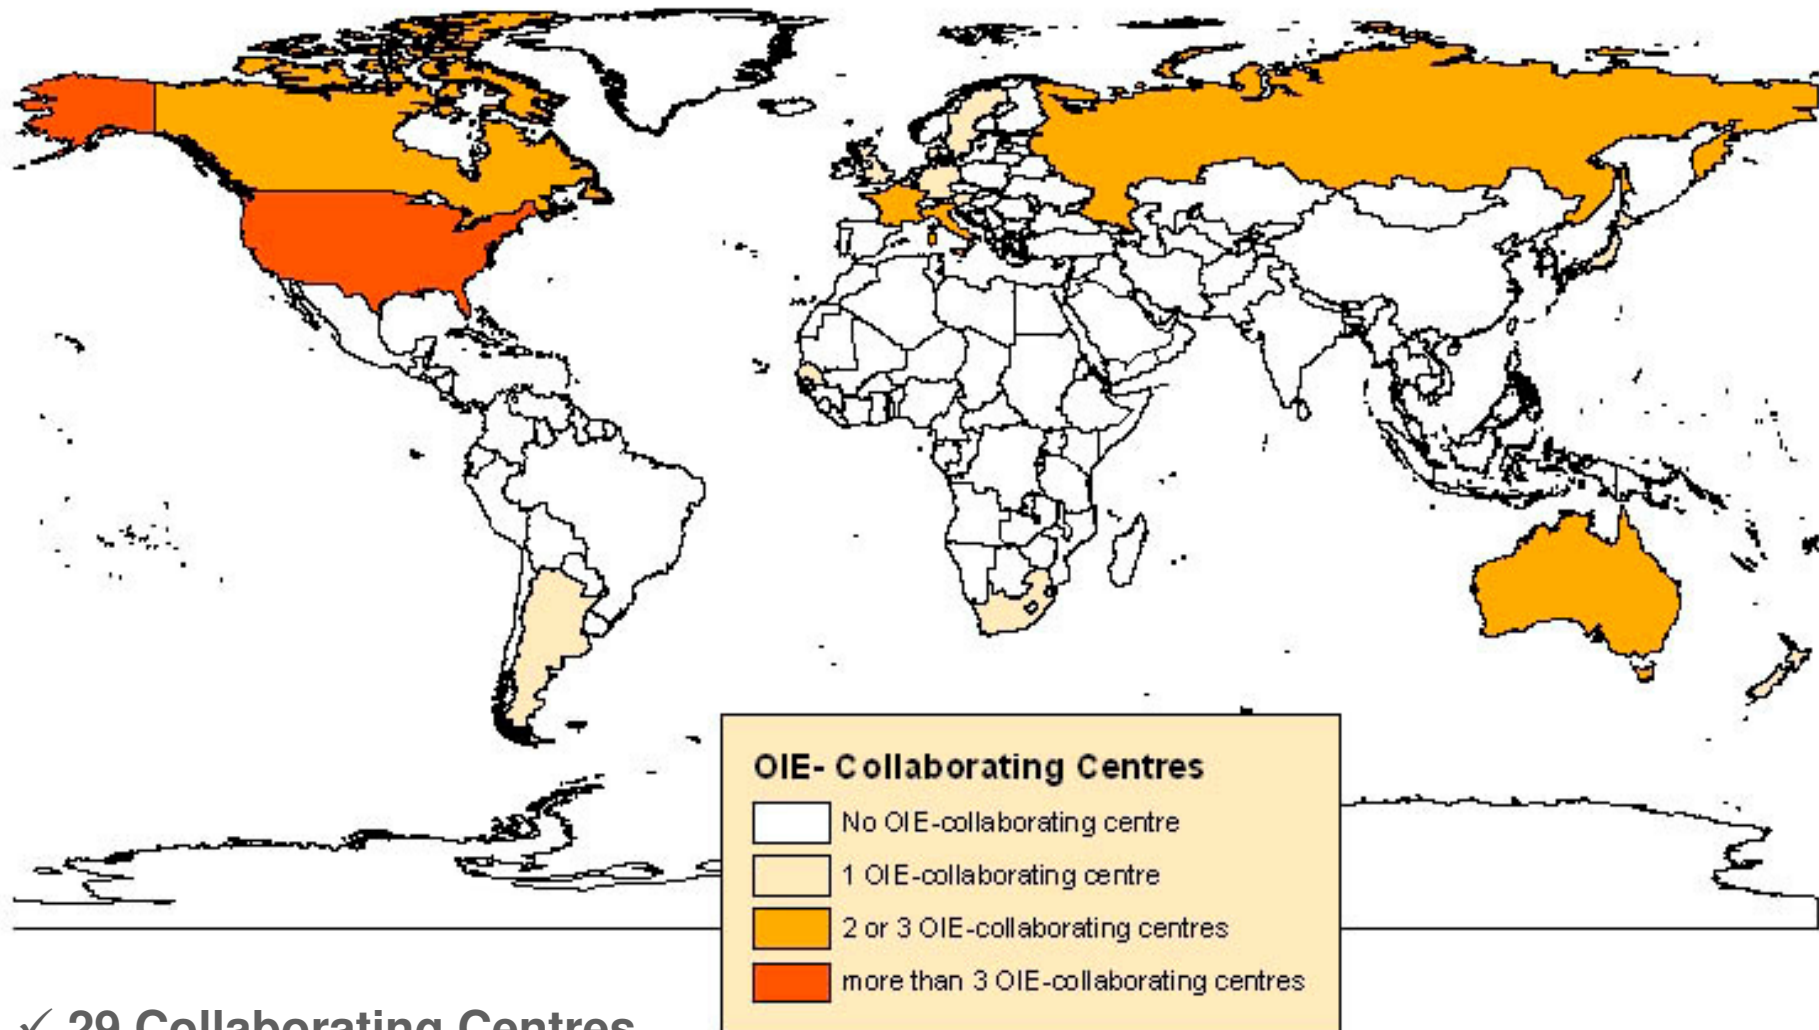 OIE- Collaborating Centres
No OIE-collaborating centre
1 OIE-collaborating centre
2 or 3 OIE-collaborating centres
more than 3 OIE-collaborating centres
✓ 29 Collaborating Centres